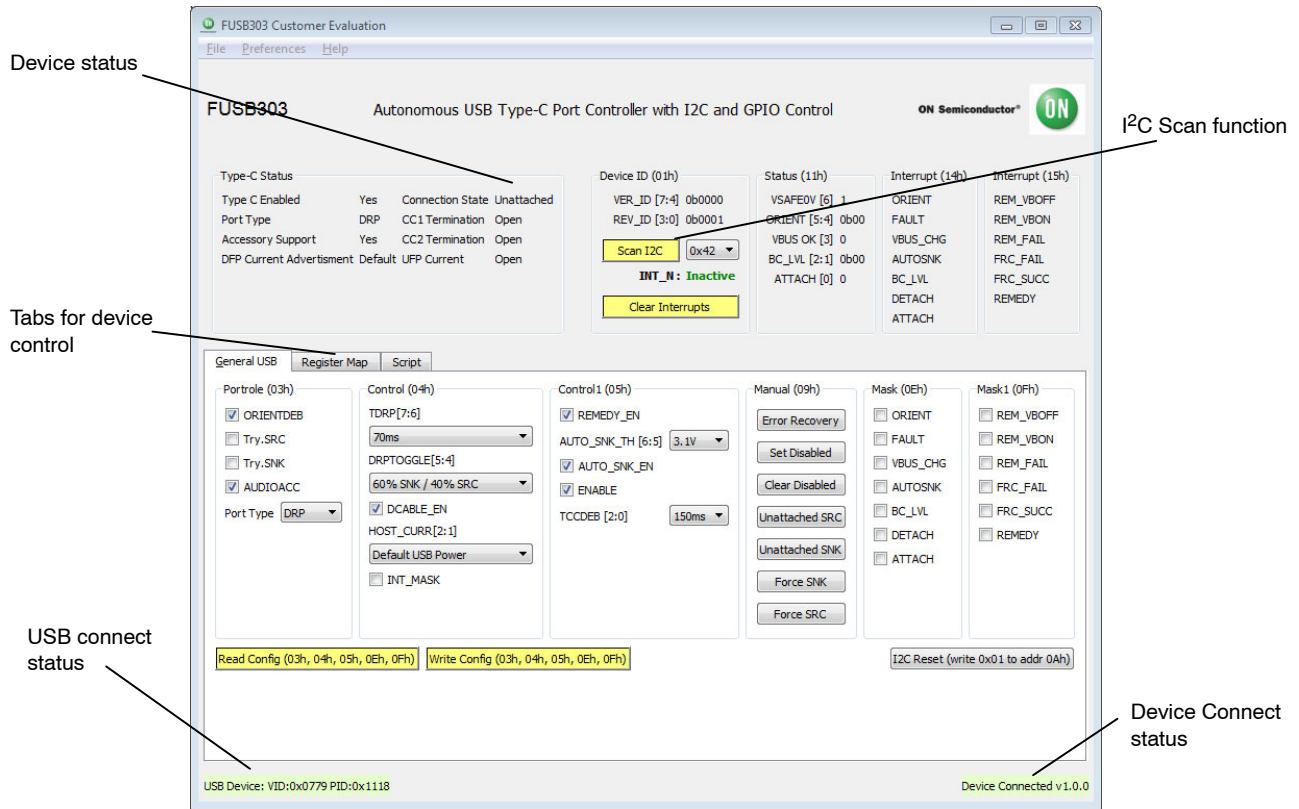 FUSB303 Customer Evaluation
File Preferences Help
Device status
FUSB303
Autonomous USB Type-C Port Controller with I2C and GPIO Control
ON Semiconductor®
ON
I2C Scan function
Type-C Status
Type C Enabled Yes Connection State Unattached
Port Type DRP CC1 Termination Open
Accessory Support Yes CC2 Termination Open
DFP Current Advertisment Default UFP Current Open
Device ID (01h)
VER_ID [7:4] 0b0000
REV_ID [3:0] 0b0001
Scan I2C 0x42
INT_N: Inactive
Clear Interrupts
Status (11h)
VSAFE0V [6] 1
ORIENT [5:4] 0b00
VBUS OK [3] 0
BC_LVL [2:1] 0b00
ATTACH [0] 0
Interrupt (14h)
ORIENT
FAULT
VBUS_CHG
AUTOSNK
BC_LVL
DETACH
ATTACH
Interrupt (15h)
REM_VBOFF
REM_VBON
REM_FAIL
FRC_FAIL
FRC_SUCC
REMEDY
Tabs for device
control
General USB Register Map Script
Portrole (03h)
ORIENTDEB
Try.SRC
Try.SNK
AUDIOACC
Port Type DRP
Control (04h)
TDRP[7:6]
70ms
DRPTOGGLE[5:4]
60% SNK / 40% SRC
DCABLE_EN
HOST_CURR[2:1]
Default USB Power
INT_MASK
Control1 (05h)
REMEDY_EN
AUTO_SNK_TH [6:5] 3.1V
AUTO_SNK_EN
ENABLE
TCCDEB [2:0] 150ms
Manual (09h)
Error Recovery
Set Disabled
Clear Disabled
Unattached SRC
Unattached SNK
Force SNK
Force SRC
Mask (0Eh)
ORIENT
FAULT
VBUS_CHG
AUTOSNK
BC_LVL
DETACH
ATTACH
Mask1 (0Fh)
REM_VBOFF
REM_VBON
REM_FAIL
FRC_FAIL
FRC_SUCC
REMEDY
USB connect
status
Read Config (03h, 04h, 05h, 0Eh, 0Fh) Write Config (03h, 04h, 05h, 0Eh, 0Fh) I2C Reset (write 0x01 to addr 0Ah)
Device Connect
status
USB Device: VID:0x0779 PID:0x1118
Device Connected v1.0.0